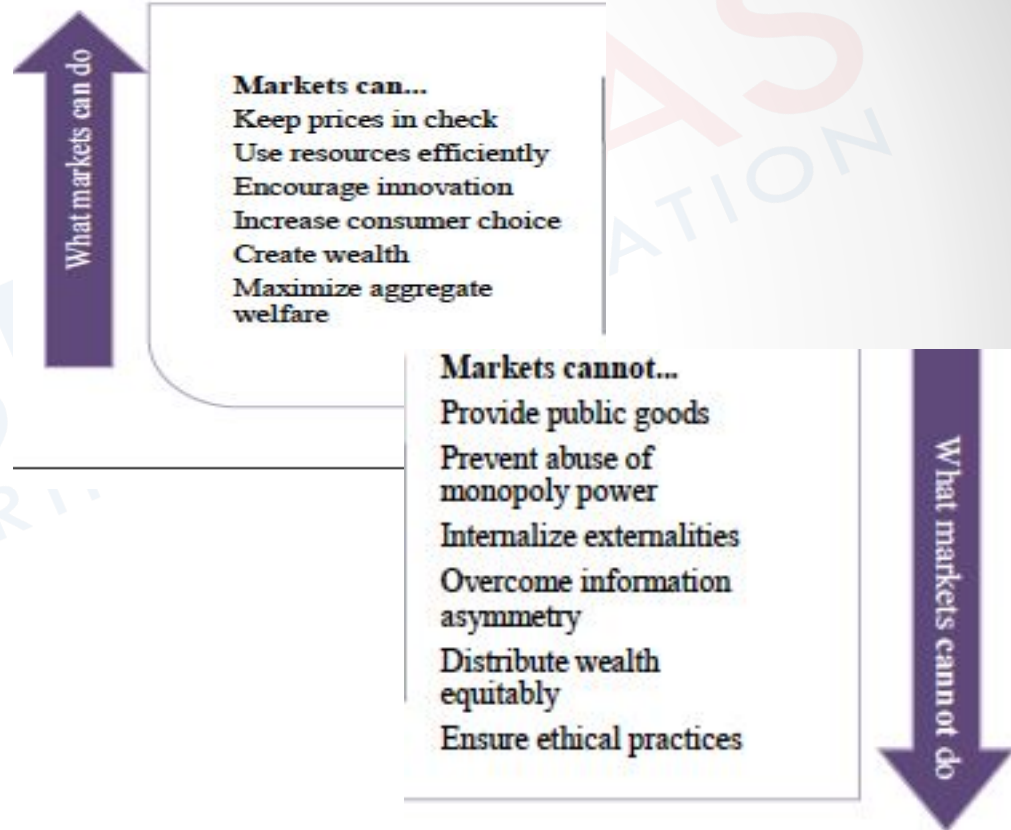 What markets can do
Markets can...
Keep prices in check
Use resources efficiently
Encourage innovation
Increase consumer choice
Create wealth
Maximize aggregate
welfare
Markets cannot...
Provide public goods
Prevent abuse of
monopoly power
Internalize externalities
Overcome information
asymmetry
Distribute wealth
equitably
Ensure ethical practices
What markets cannot do
AS
ATION